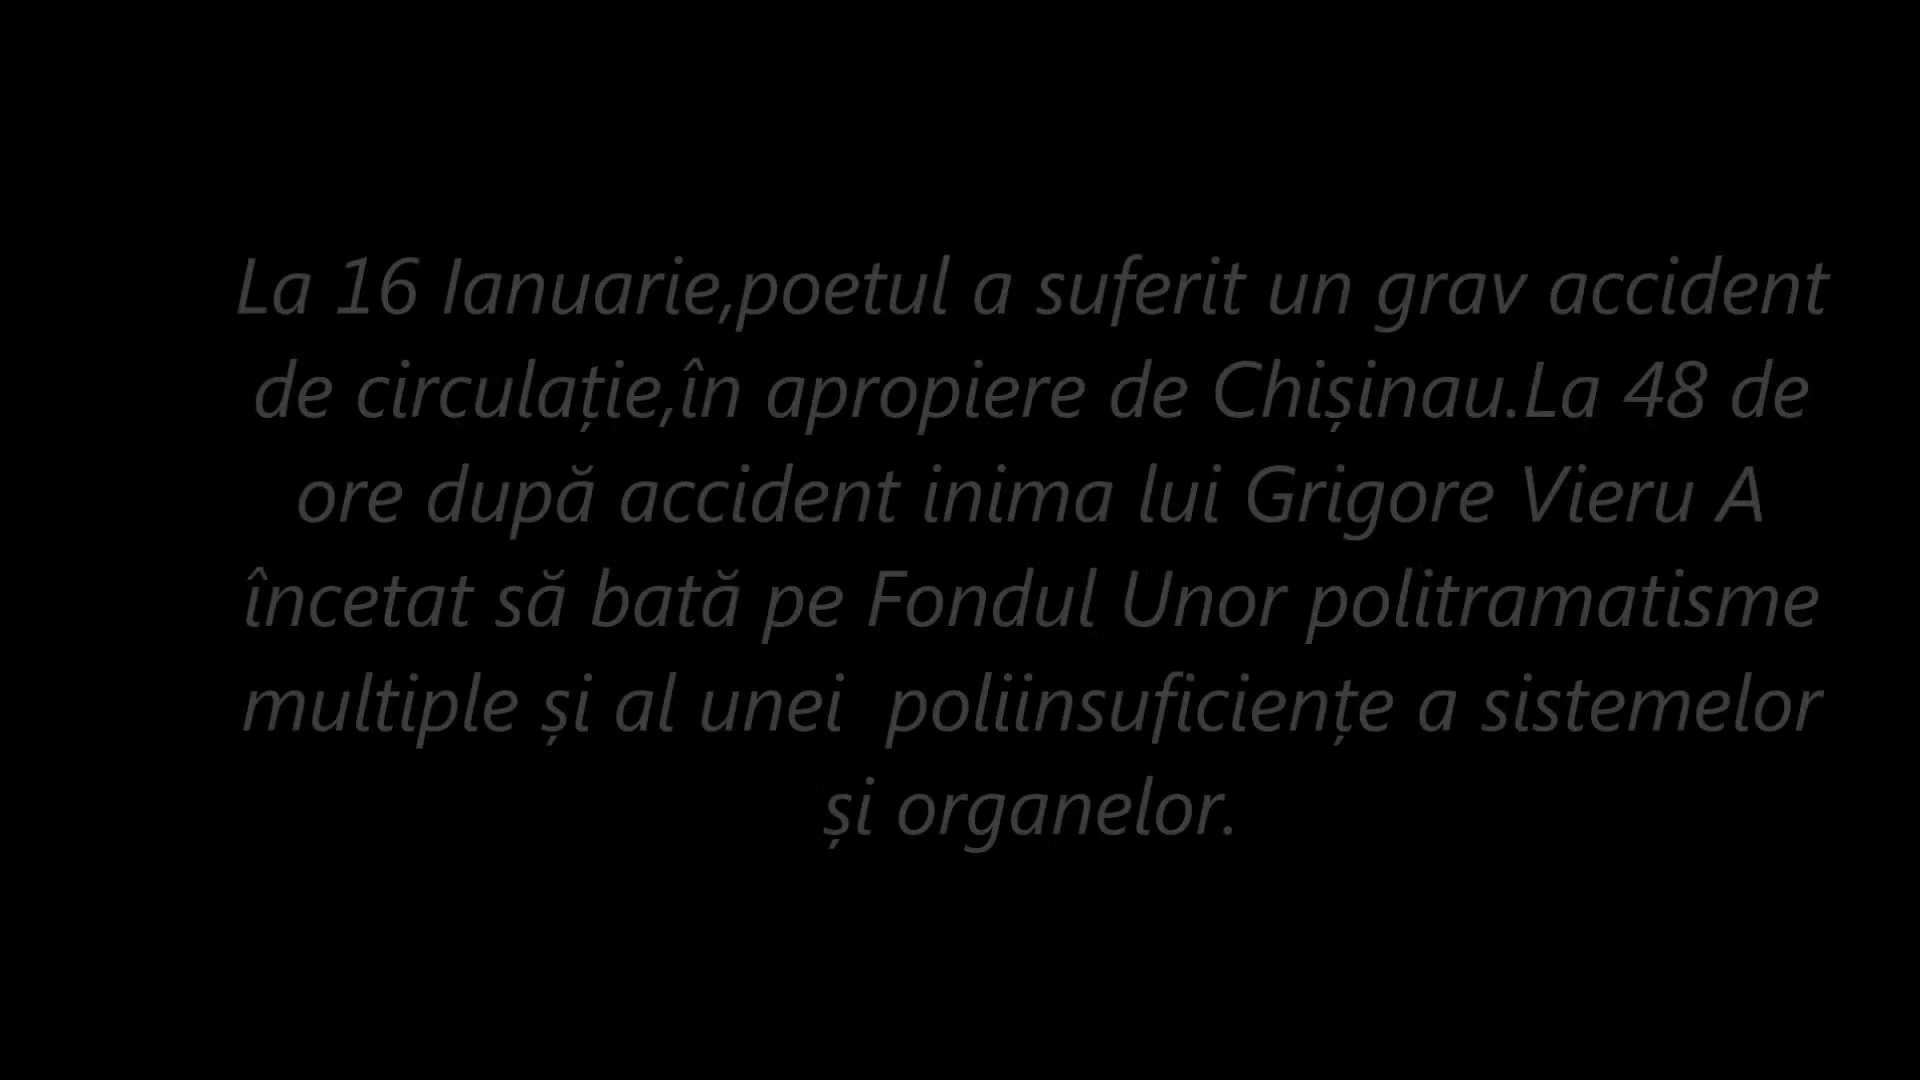 La 16 Ianuarie,poetul a suferit un grav accident
de circulație,în apropiere de Chișinau.La 48 de
ore după accident inima lui Grigore Vieru A
încetat să bată pe Fondul Unor politramatisme
multiple și al unei  poliinsuficiențe a sistemelor
și organelor.